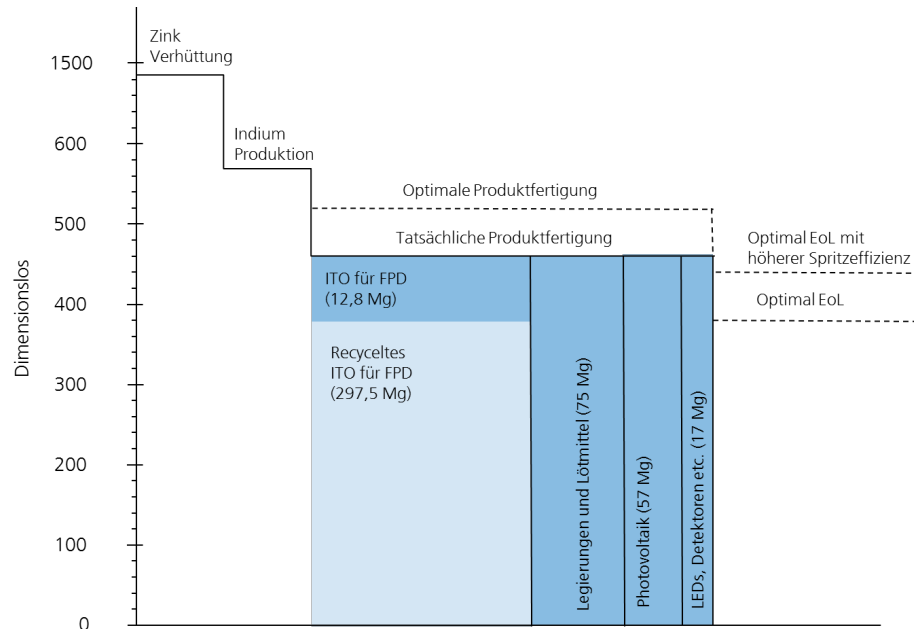 Zink
Verhüttung
1500
Indium
Produktion
600
Optimale Produktfertigung
500
Tatsächliche Produktfertigung
Optimal EoL mit
höherer Spritzeffizienz
ITO für FPD
(12,8 Mg)
400
Optimal EoL
Dimensionslos
Recyceltes
ITO für FPD
(297,5 Mg)
300
Legierungen und Lötmittel (75 Mg)
Photovoltaik (57 Mg)
LEDs, Detektoren etc. (17 Mg)
200
100
0